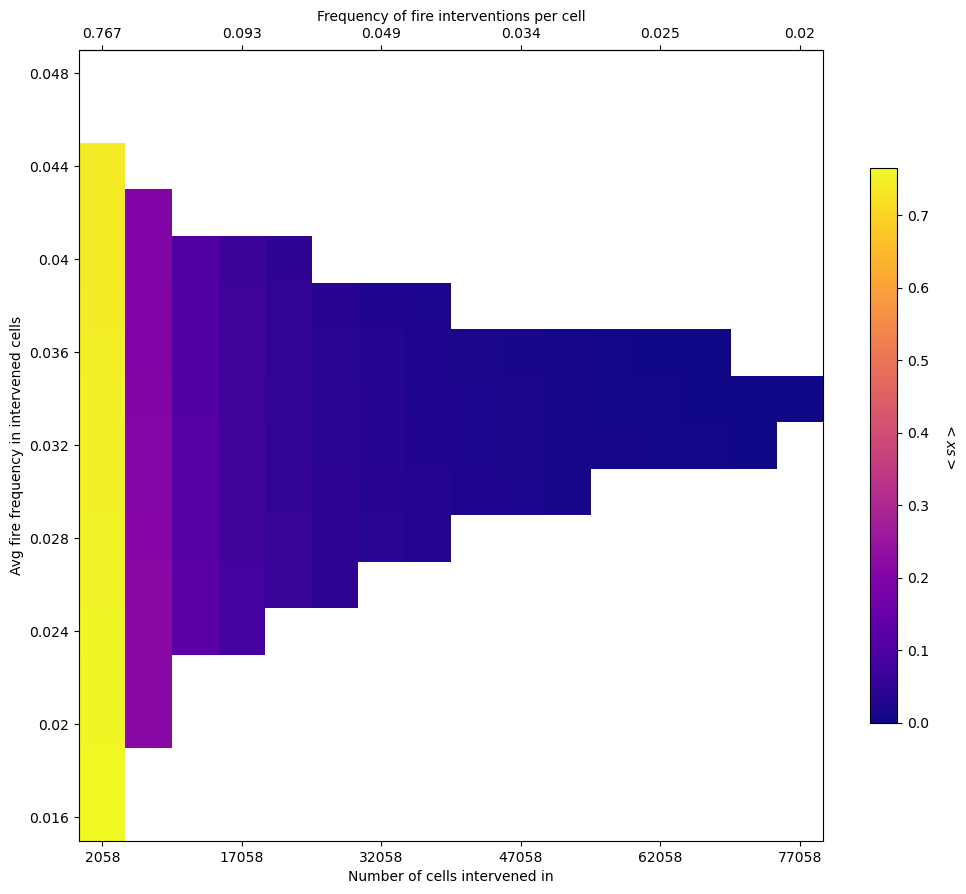 Frequency of fire interventions per cell
0.767 0.093 0.049 0.034 0.025 0.02
0.048
0.044
0.04
0.036
0.032
0.028
0.024
0.02
0.016
Avg fire frequency in intervened cells
2058 17058 32058 47058 62058 77058
Number of cells intervened in
0.7
0.6
0.5
0.4
0.3
0.2
0.1
0.0
< sx >